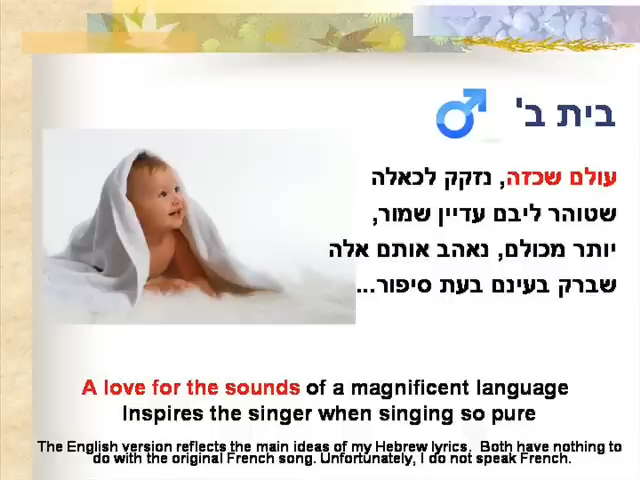 בית ב'
עולם שכזה, נזקק לכאלה
שטוהר ליבם עדיין שמור,
יותר מכולם, נאהב אותם אלה
שברק בעינם בעת סיפור...
A love for the sounds of a magnificent language
Inspires the singer when singing so pure
The English version reflects the main ideas of my Hebrew lyrics. Both have nothing to
do with the original French song. Unfortunately, I do not speak French.